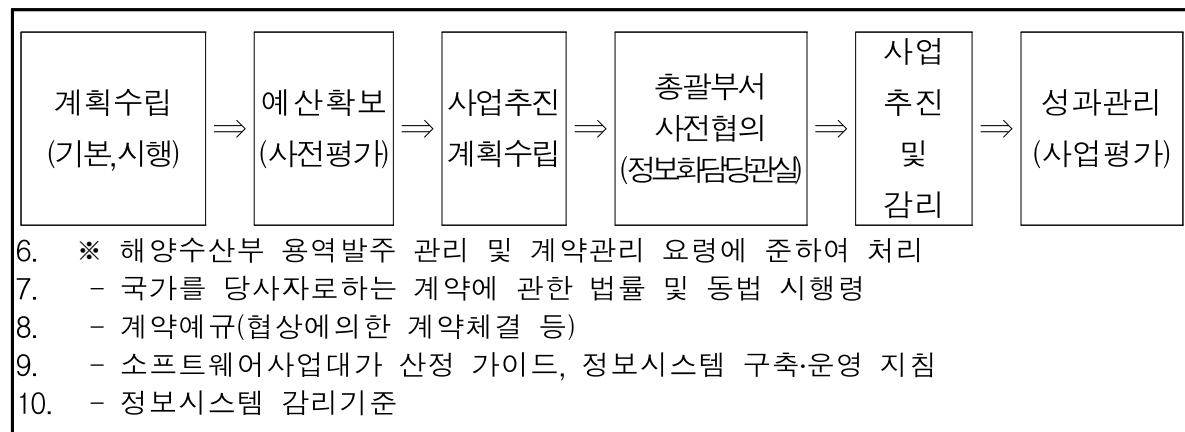 계획수립
(기본,시행)
⇒
예산확보
(사전평가)
⇒
사업추진
계획수립
⇒
총괄부서
사전협의
(정보화담당관실)
⇒
사업
추진
및
감리
⇒
성과관리
(사업평가)
6. ※ 해양수산부 용역발주 관리 및 계약관리 요령에 준하여 처리
7. - 국가를 당사자로하는 계약에 관한 법률 및 동법 시행령
8. - 계약예규(협상에의한 계약체결 등)
9. - 소프트웨어사업대가 산정 가이드, 정보시스템 구축·운영 지침
10. - 정보시스템 감리기준